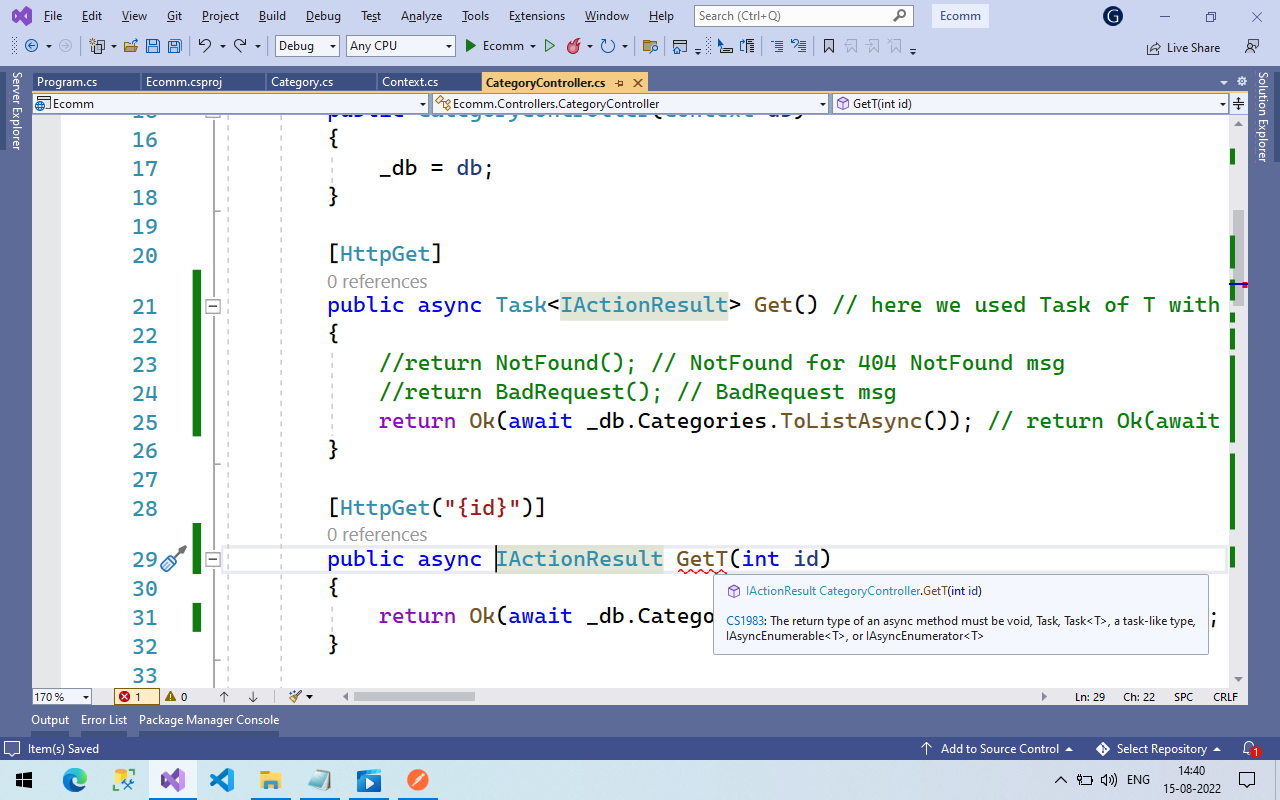 File Edit View Git Project Build Debug Test Analyze Tools Extensions Window Help Search (Ctrl+Q) Ecomm G
Debug Any CPU Ecomm Live Share
Server Explorer
Program.cs Ecomm.csproj Category.cs Context.cs CategoryController.cs
Solution Explorer
Ecomm Ecomm.Controllers.CategoryController GetT(int id)
16 {
17 _db = db;
18 }
19
20 [HttpGet]
0 references
21 public async Task<IActionResult> Get() // here we used Task of T with
22 {
23 //return NotFound(); // NotFound for 404 NotFound msg
24 //return BadRequest(); // BadRequest msg
25 return Ok(await _db.Categories.ToListAsync()); // return Ok(await
26 }
27
28 [HttpGet("{id}")]
0 references
29 public async IActionResult GetT(int id)
30 {
IActionResult CategoryController.GetT(int id)
31 return Ok(await _db.Catego ;
CS1983: The return type of an async method must be void, Task, Task<T>, a task-like type,
IAsyncEnumerable<T>, or IAsyncEnumerator<T>
32 }
33
170 % 1 0 Ln: 29 Ch: 22 SPC CRLF
Output Error List Package Manager Console
Item(s) Saved Add to Source Control Select Repository 1
ENG 14:40
15-08-2022